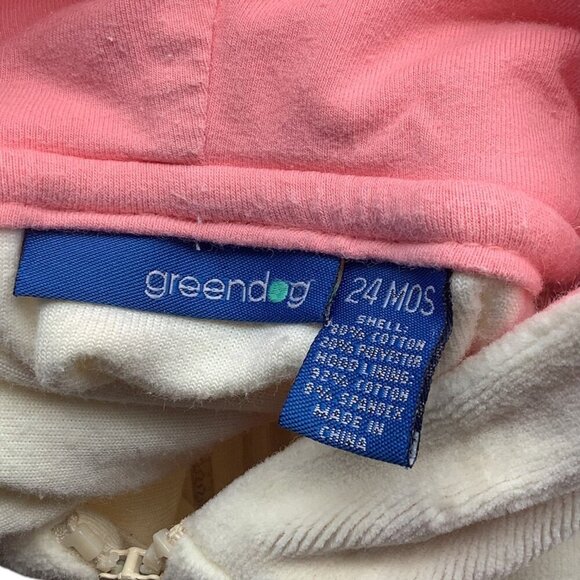 greendog
24 MOS
SHELL:
80% COTTON
20% POLYESTER
HOOD LINING
92% COTTON
8% SPANDEX
MADE IN
CHINA